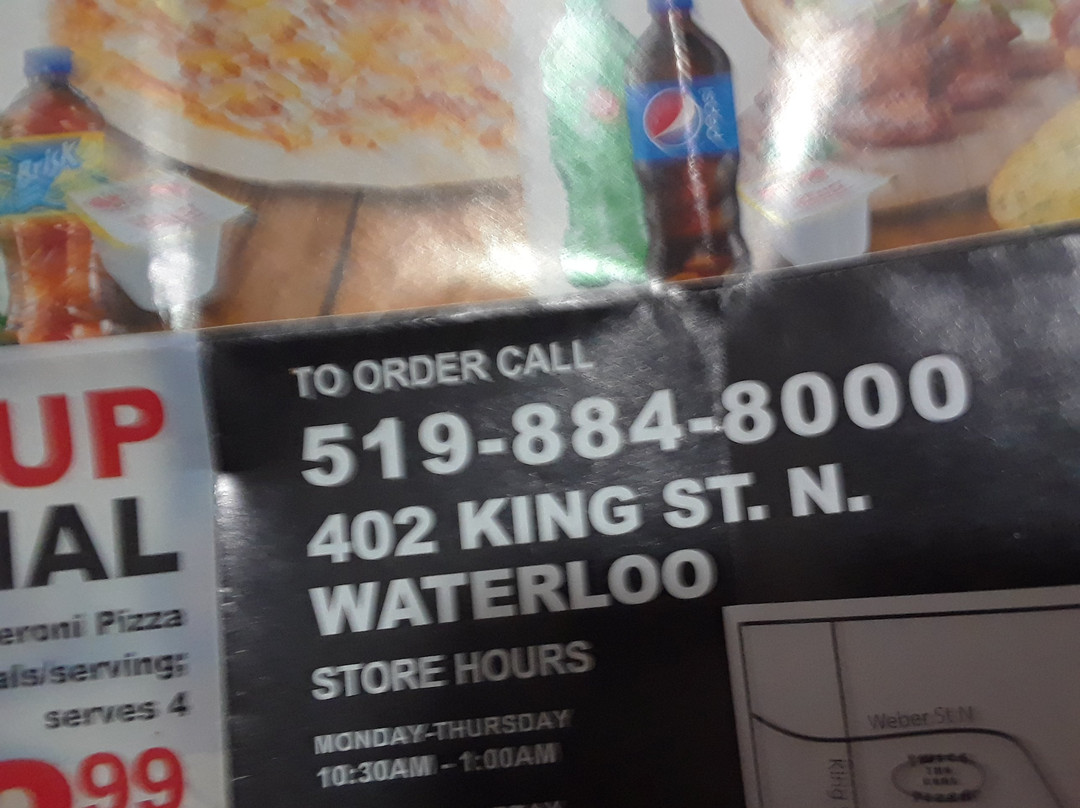 Brisk
pepsi
UP
IAL
eroni Pizza
als/serving;
serves 4
99
TO ORDER CALL
519-884-8000
402 KING ST. N.
WATERLOO
STORE HOURS
MONDAY-THURSDAY
10:30AM - 1:00AM
Weber St N
King